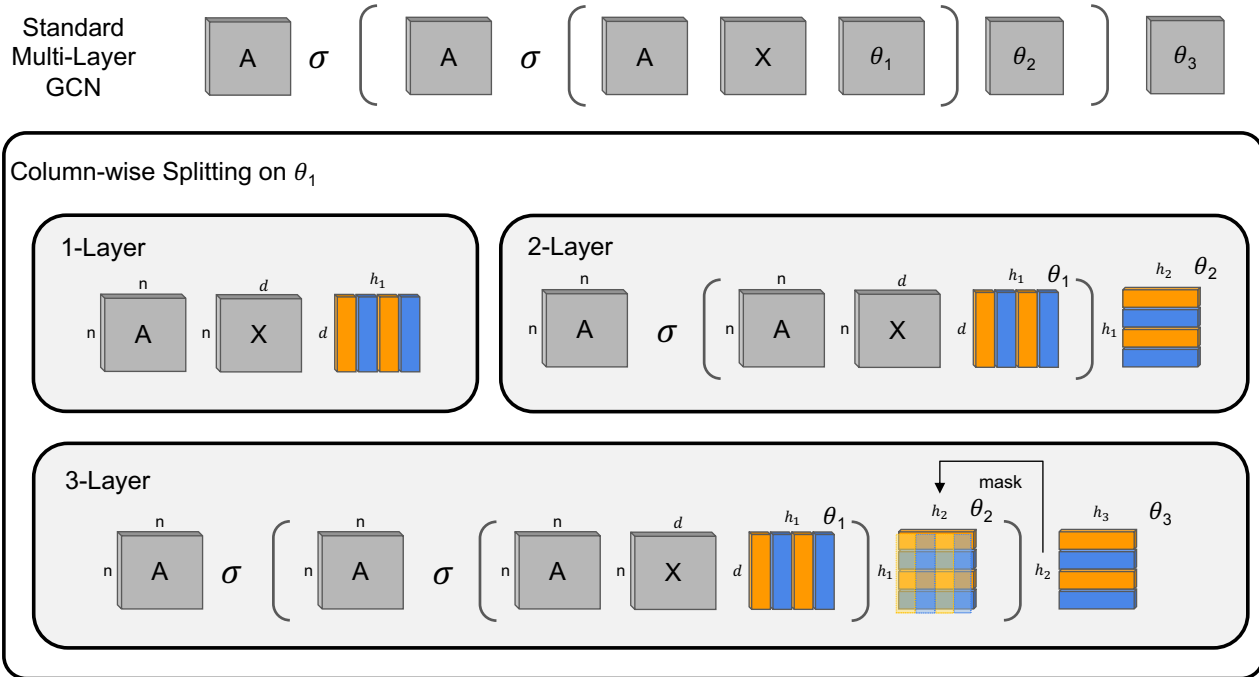 Standard
Multi-Layer
GCN
A σ ( A σ ( A X θ₁ ) θ₂ ) θ₃
Column-wise Splitting on θ₁
1-Layer
n d h₁
n A n X d
2-Layer
n n d h₁ θ₁ h₂ θ₂
n A σ ( n A n X d ) h₁
3-Layer
mask
n n n d h₁ θ₁ h₂ θ₂ h₃ θ₃
n A σ ( n A σ ( n A n X d ) h₁ ) h₂